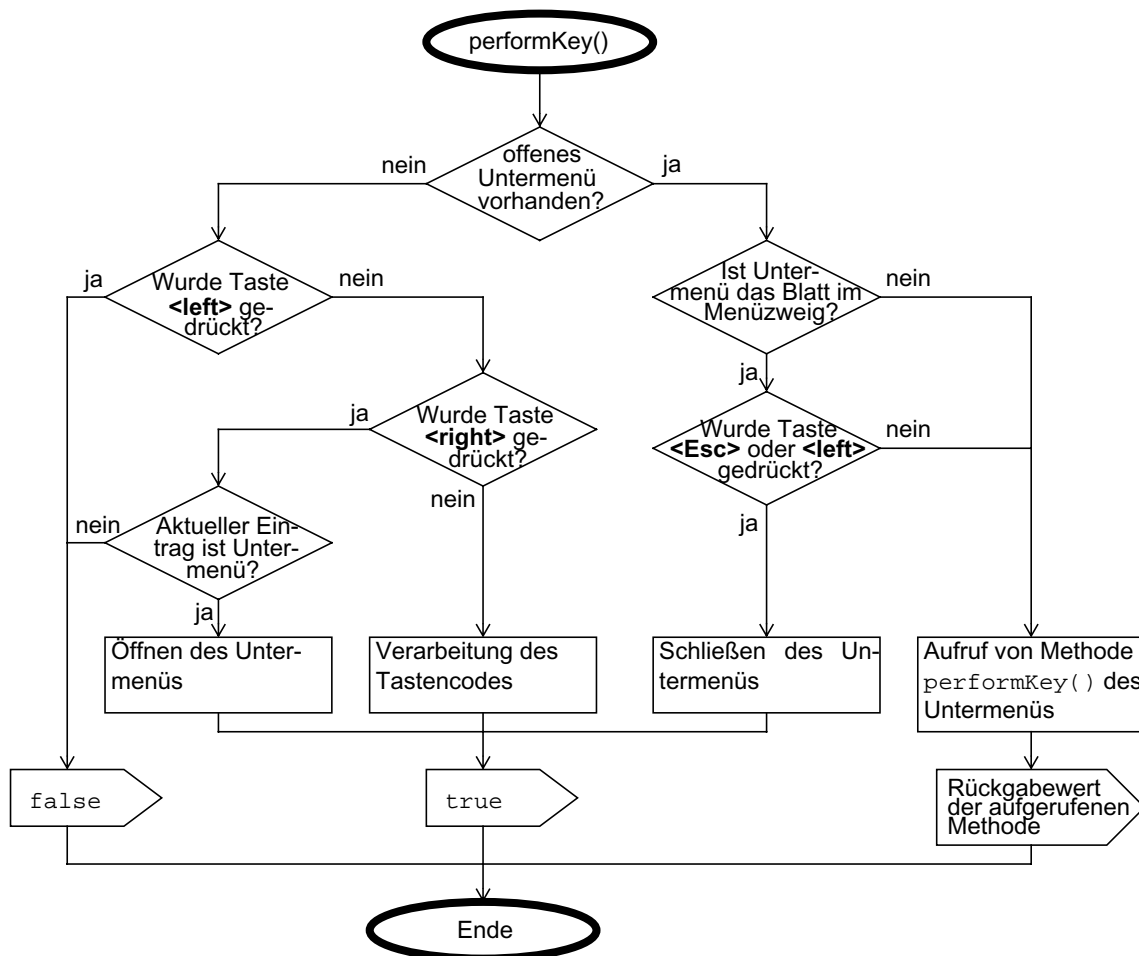 performKey()
nein
offenes
Untermenü
vorhanden?
ja
ja
Wurde Taste
<left> ge-
drückt?
nein
Ist Unter-
menü das Blatt im
Menüzweig?
nein
ja
ja
Wurde Taste
<right> ge-
drückt?
nein
Wurde Taste
<Esc> oder <left>
gedrückt?
nein
ja
nein
Aktueller Ein-
trag ist Unter-
menü?
ja
Öffnen des Unter-
menüs
Verarbeitung des
Tastencodes
Schließen des Un-
termenüs
Aufruf von Methode
performKey() des
Untermenüs
false
true
Rückgabewert
der aufgerufenen
Methode
Ende